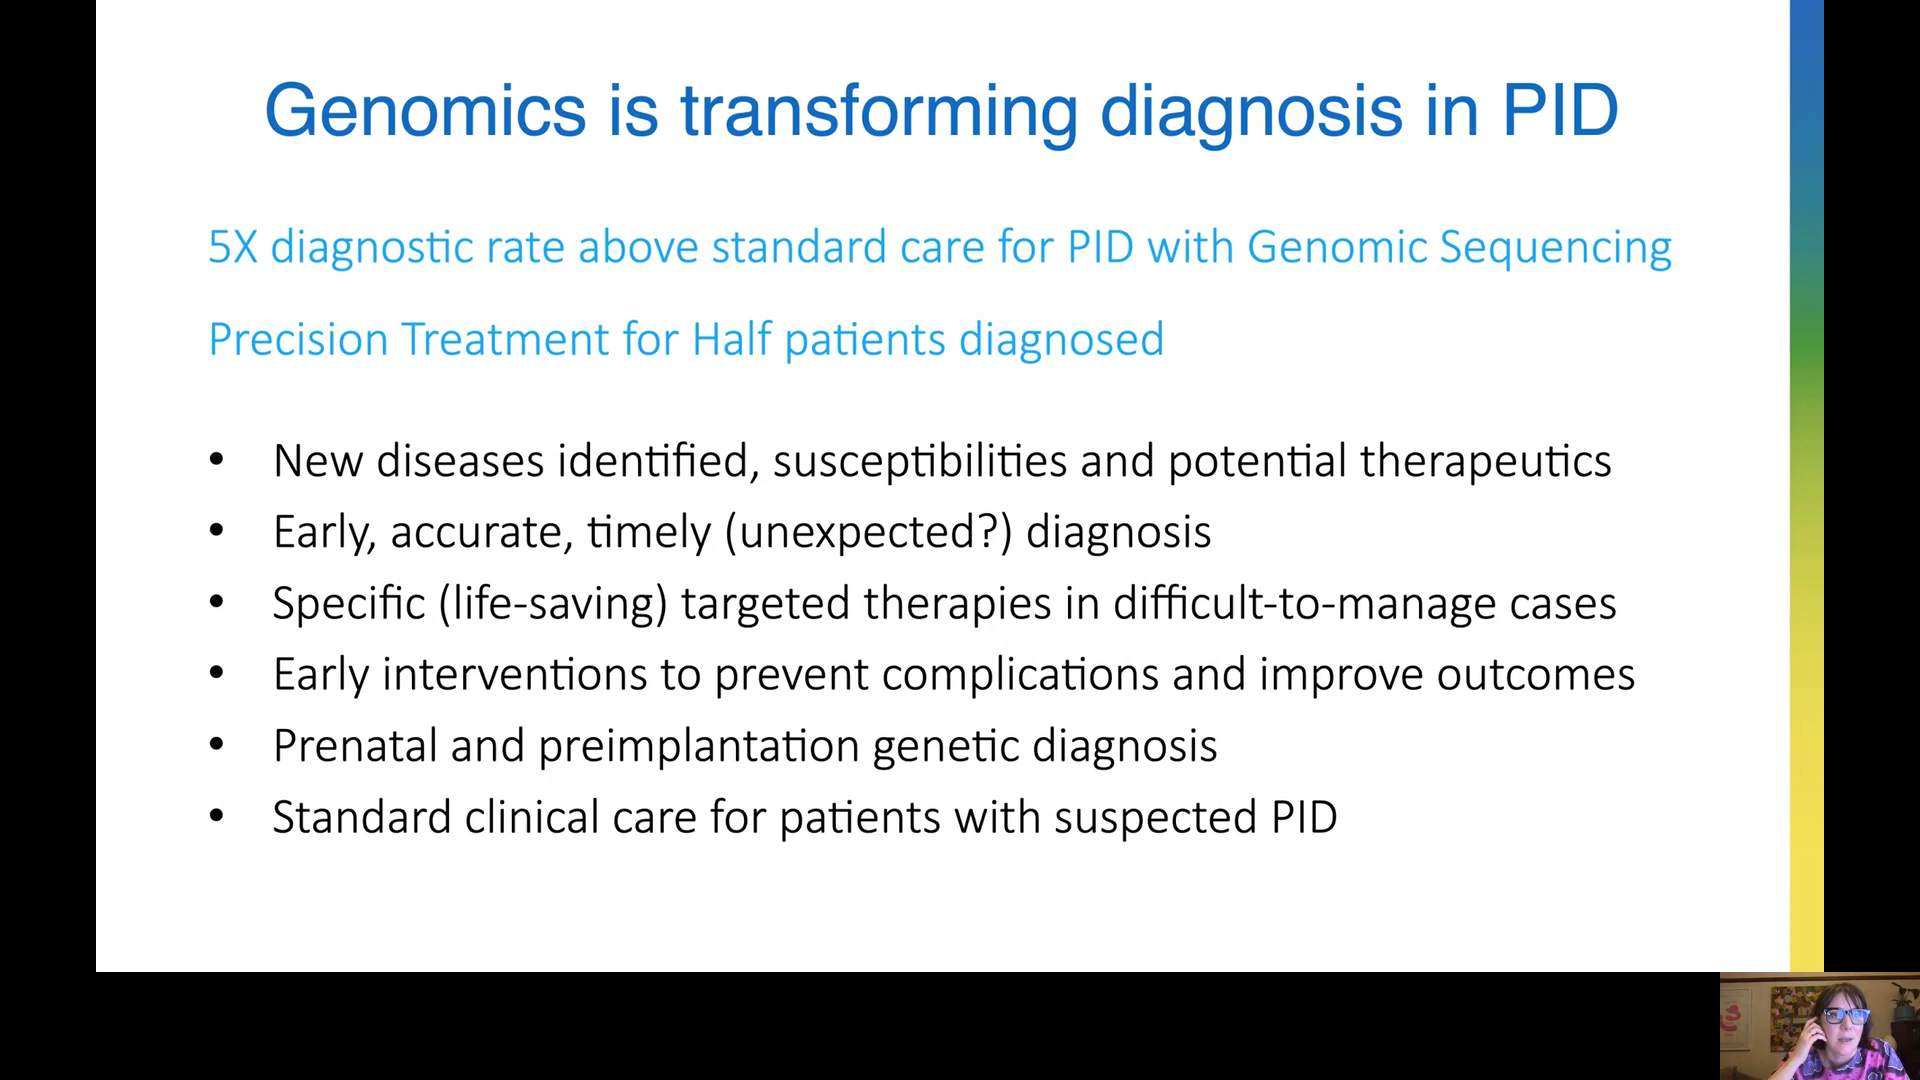 Genomics is transforming diagnosis in PID
5X diagnostic rate above standard care for PID with Genomic Sequencing
Precision Treatment for Half patients diagnosed
• New diseases identified, susceptibilities and potential therapeutics
• Early, accurate, timely (unexpected?) diagnosis
• Specific (life-saving) targeted therapies in difficult-to-manage cases
• Early interventions to prevent complications and improve outcomes
• Prenatal and preimplantation genetic diagnosis
• Standard clinical care for patients with suspected PID